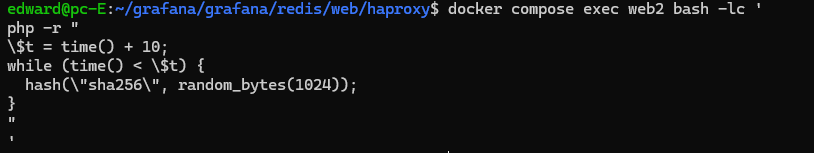 edward@pc-E:~/grafana/grafana/redis/web/haproxy$ docker compose exec web2 bash -lc '
php -r "
\$t = time() + 10;
while (time() < \$t) {
  hash(\"sha256\", random_bytes(1024));
}
"
'